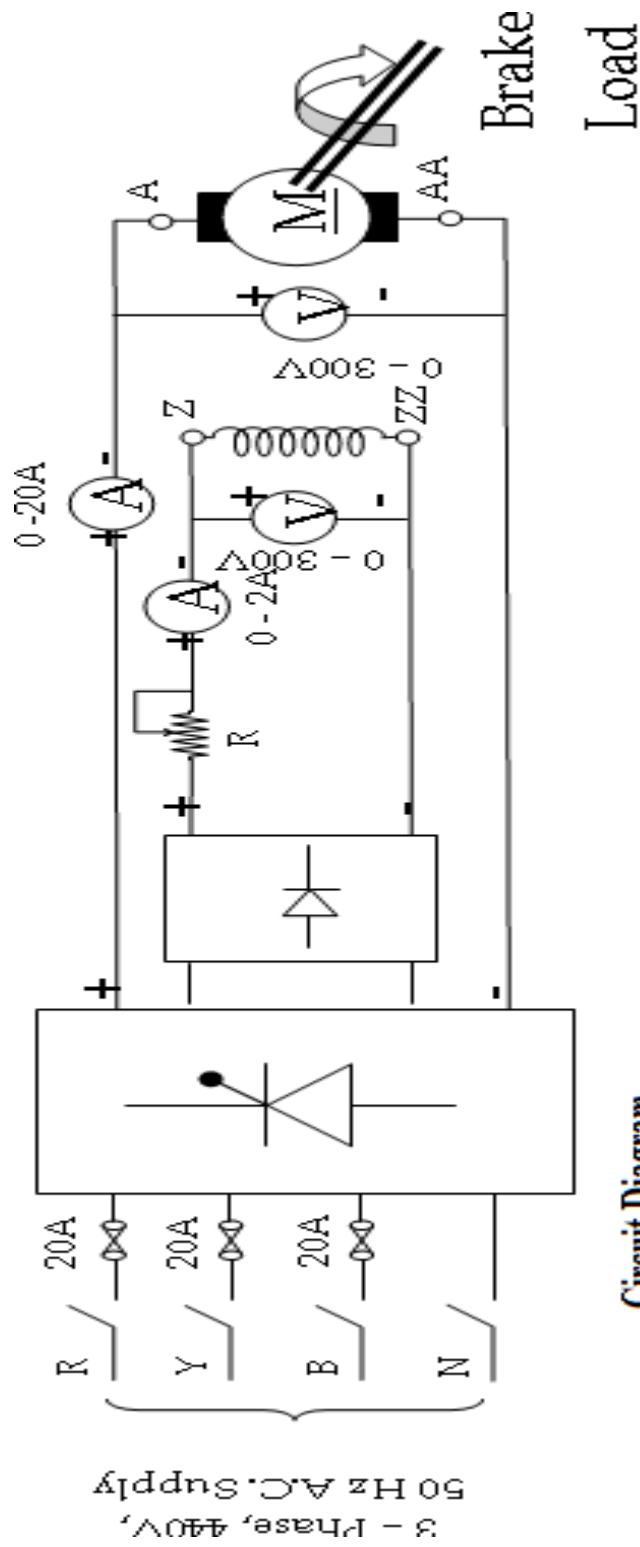 3 – Phase, 440V,
50 Hz A.C. Supply
R
Y
B
N
20A
20A
20A
+
-
+
-
R
+
A
-
0 - 2A
+
V
-
0 – 300V
Z
ZZ
0 -20A
+
A
-
+
V
-
0 – 300V
A
M
AA
Brake
Load
Circuit Diagram